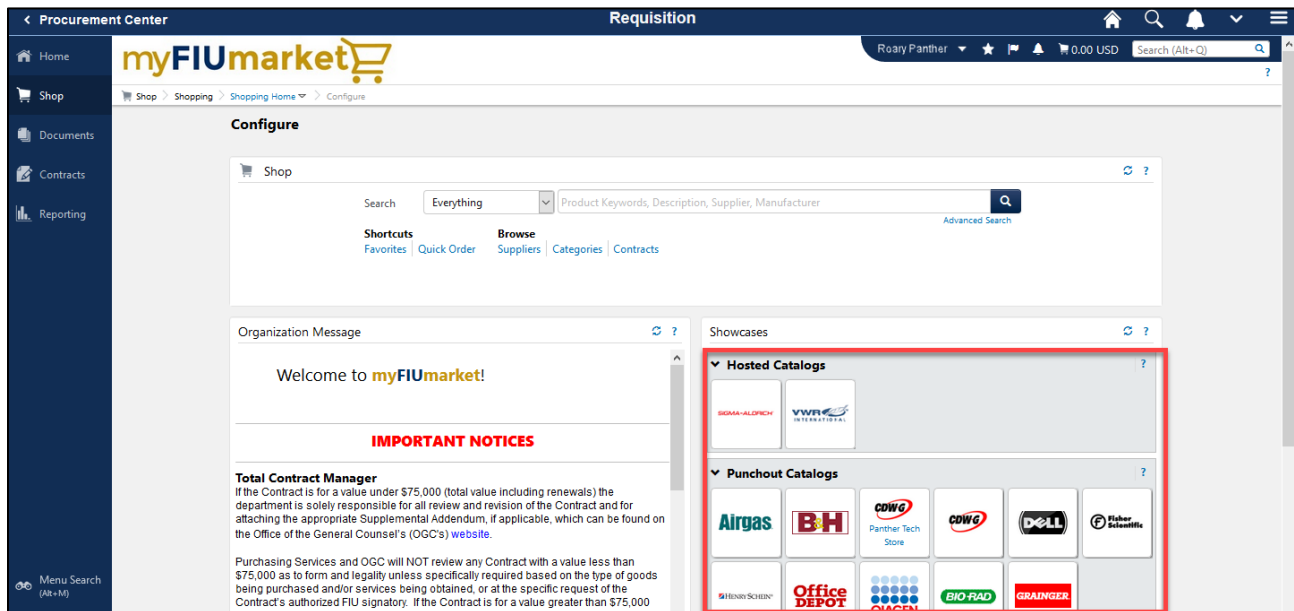 Procurement Center
Requisition
Home
Shop
Documents
Contracts
Reporting
Menu Search
(Alt+M)
myFIUmarket
Roary Panther
0.00 USD
Search (Alt+Q)
?
Shop > Shopping > Shopping Home > Configure
Configure
Shop
?
Search
Everything
Product Keywords, Description, Supplier, Manufacturer
Advanced Search
Shortcuts
Favorites | Quick Order
Browse
Suppliers | Categories | Contracts
Organization Message
?
Welcome to myFIUmarket!
IMPORTANT NOTICES
Total Contract Manager
If the Contract is for a value under $75,000 (total value including renewals) the
department is solely responsible for all review and revision of the Contract and for
attaching the appropriate Supplemental Addendum, if applicable, which can be found on
the Office of the General Counsel's (OGC's) website.
Purchasing Services and OGC will NOT review any Contract with a value less than
$75,000 as to form and legality unless specifically required based on the type of goods
being purchased and/or services being obtained, or at the specific request of the
Contract's authorized FIU signatory. If the Contract is for a value greater than $75,000
Showcases
?
Hosted Catalogs
?
SIGMA-ALDRICH
VWR
INTERNATIONAL
Punchout Catalogs
?
Airgas
B&H
CDWG
Panther Tech
Store
CDWG
DELL
Fisher
Scientific
HENRY SCHEIN
Office
DEPOT
QIAGEN
BIO-RAD
GRAINGER